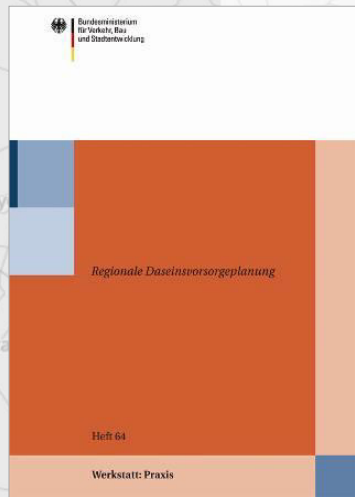 Bundesministerium
für Verkehr, Bau
und Stadtentwicklung
Regionale Daseinsvorsorgeplanung
Heft 64
Werkstatt: Praxis